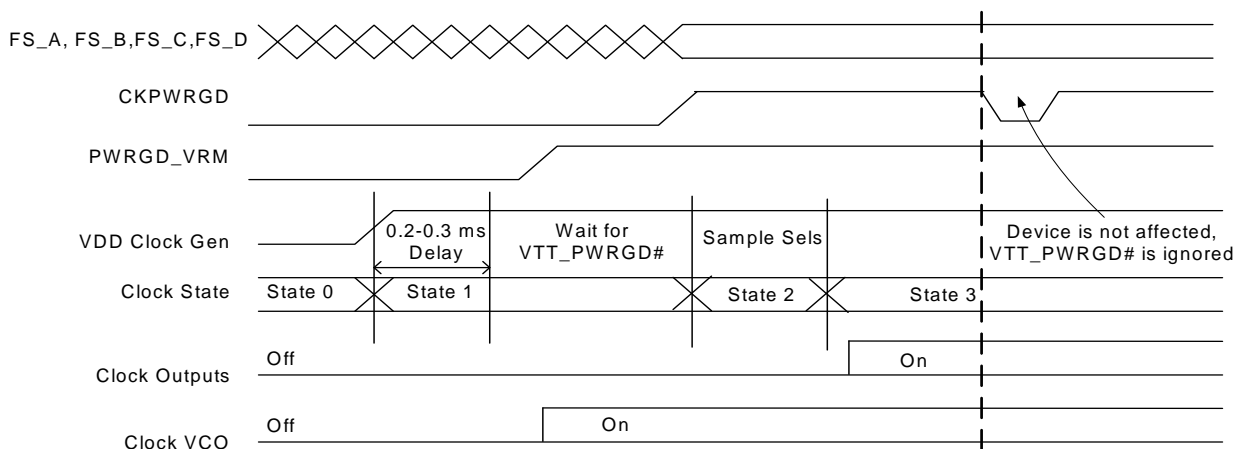 FS_A, FS_B,FS_C,FS_D
CKPWRGD
PWRGD_VRM
VDD Clock Gen
0.2-0.3 ms
Delay
Wait for
VTT_PWRGD#
Sample Sels
Device is not affected,
VTT_PWRGD# is ignored
Clock State
State 0
State 1
State 2
State 3
Clock Outputs
Off
On
Clock VCO
Off
On